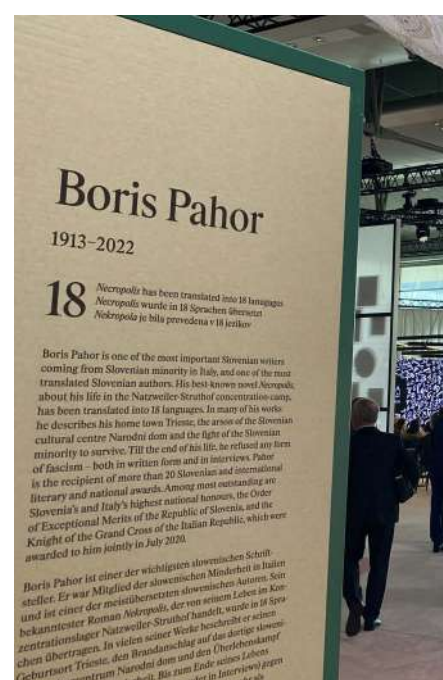 Boris Pahor
1913–2022
18
Necropolis has been translated into 18 lanugages
Necropolis wurde in 18 Sprachen übersetzt
Nekropola je bila prevedena v 18 jezikov
Boris Pahor is one of the most important Slovenian writers
coming from Slovenian minority in Italy, and one of the most
translated Slovenian authors. His best-known novel Necropolis,
about his life in the Natzweiler-Struthof concentration camp,
has been translated into 18 languages. In many of his works
he describes his home town Trieste, the arson of the Slovenian
cultural centre Narodni dom and the fight of the Slovenian
minority to survive. Till the end of his life, he refused any form
of fascism – both in written form and in interviews. Pahor
is the recipient of more than 20 Slovenian and international
literary and national awards. Among most outstanding are
Slovenia's and Italy's highest national honours, the Order
of Exceptional Merits of the Republic of Slovenia, and the
Knight of the Grand Cross of the Italian Republic, which were
awarded to him jointly in July 2020.
Boris Pahor ist einer der wichtigsten slowenischen Schrift-
steller. Er war Mitglied der slowenischen Minderheit in Italien
und ist einer der meistübersetzten slowenischen Autoren. Sein
bekanntester Roman Nekropolis, der von seinem Leben im Kon-
zentrationslager Natzweiler-Struthof handelt, wurde in 18 Spra-
chen übertragen. In vielen seiner Werke beschreibt er seinen
Geburtsort Trieste, den Brandanschlag auf das dortige sloweni-
zentrum Narodni dom und den Überlebenskampf
Bis zum Ende seines Lebens
in Interviews) gegen